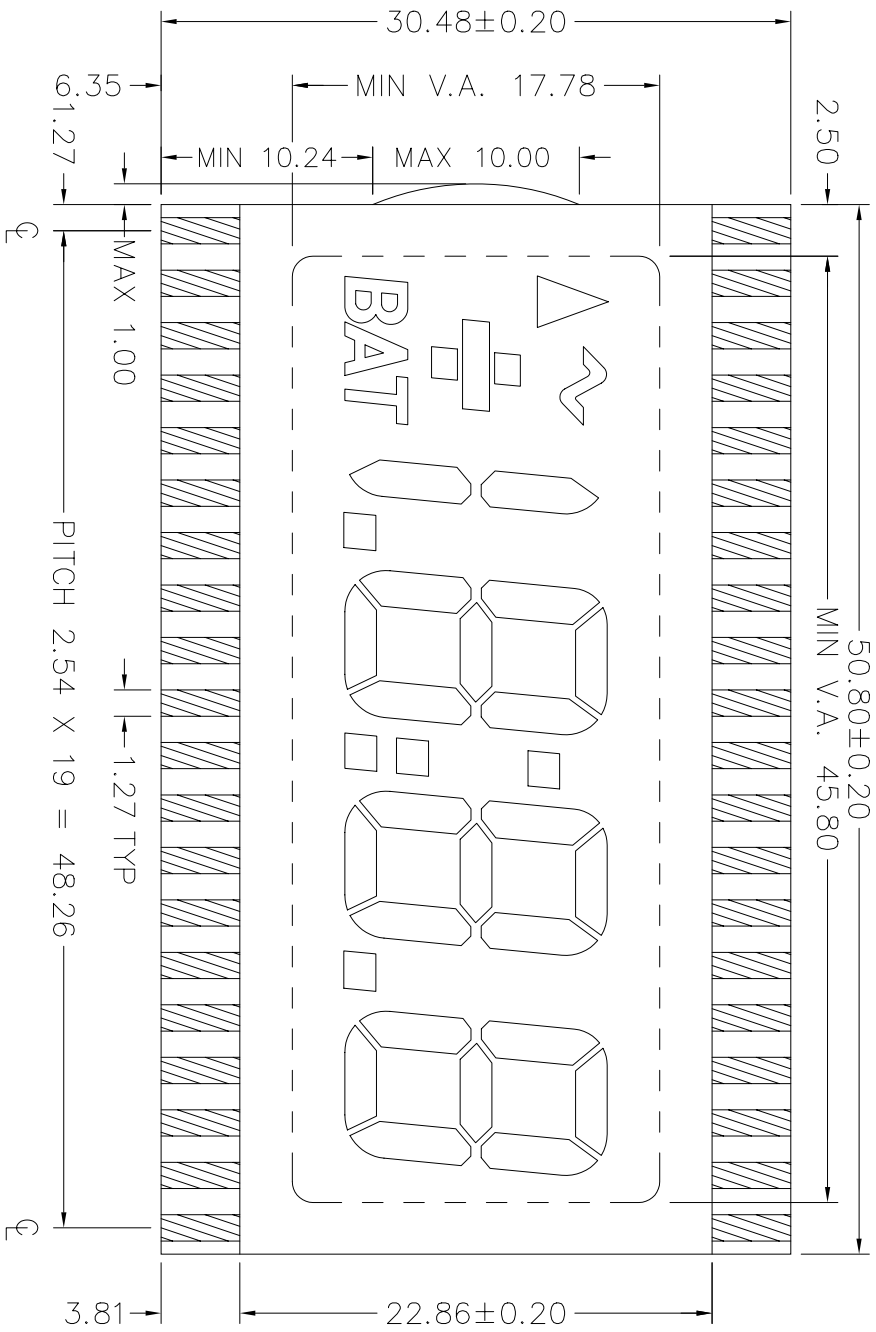 30.48±0.20
6.35
MIN V.A. 17.78
MIN 10.24
MAX 10.00
1.27
2.50
℄
MAX 1.00
50.80±0.20
MIN V.A. 45.80
BAT
1.27 TYP
PITCH 2.54 X 19 = 48.26
℄
3.81
22.86±0.20